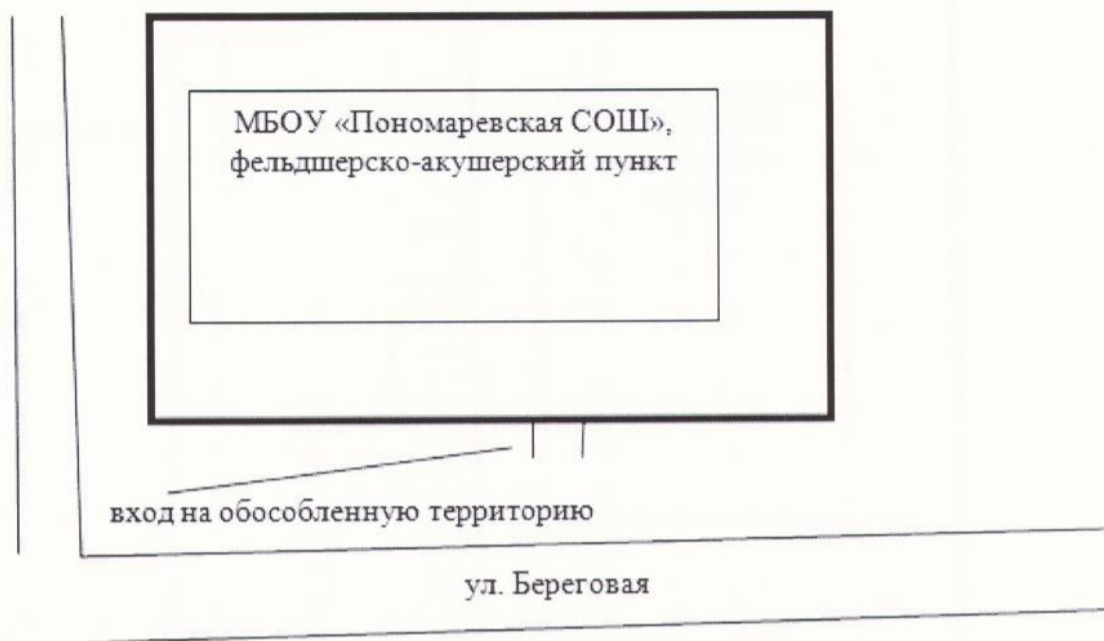 МБОУ «Пономаревская СОШ»,
фельдшерско-акушерский пункт
вход на обособленную территорию
ул. Береговая